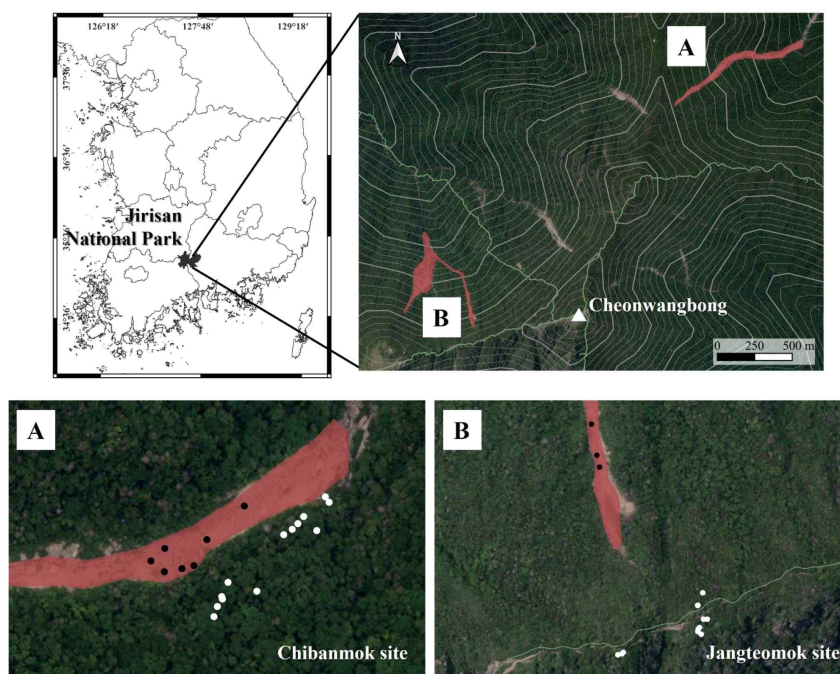 126°18' 127°48' 129°18'
37°36'
36°36'
35°36'
34°36'
Jirisan
National Park
N
A
B
Cheonwangbong
0 250 500 m
A
Chibanmok site
B
Jangteomok site